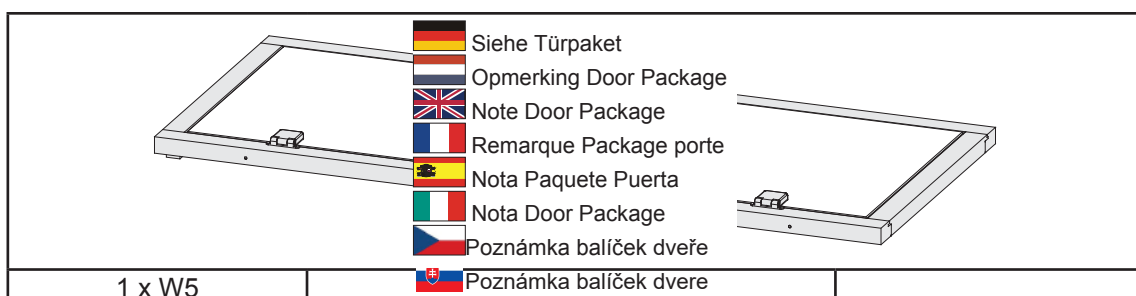 Siehe Türpaket
Opmerking Door Package
Note Door Package
Remarque Package porte
Nota Paquete Puerta
Nota Door Package
Poznámka balíček dveře
Poznámka balíček dvere
1 x W5